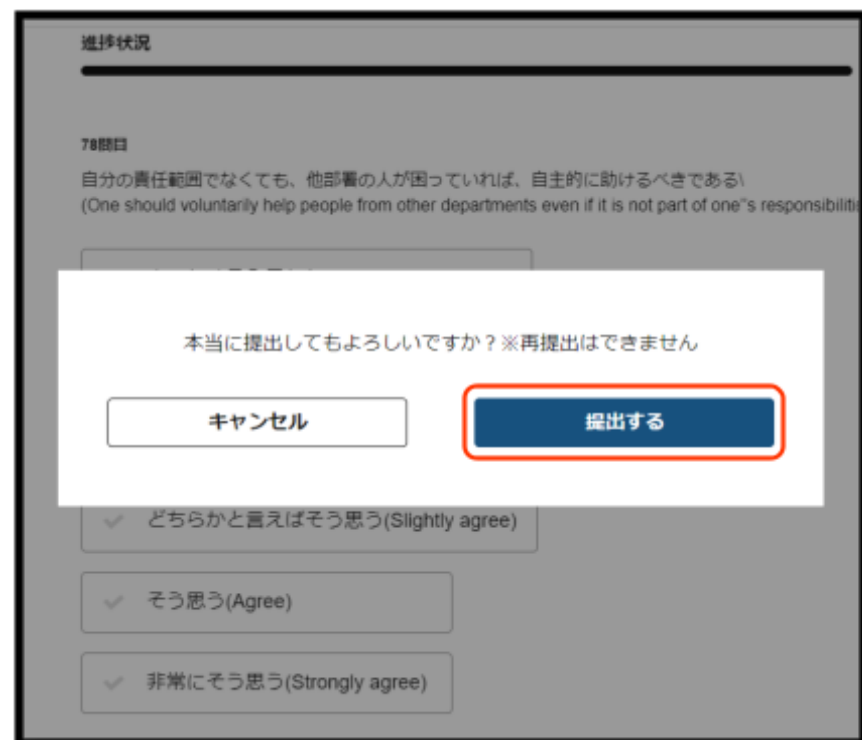 進捗状況
78問目
自分の責任範囲でなくても、他部署の人が困っていれば、自主的に助けるべきである\
(One should voluntarily help people from other departments even if it is not part of one"s
本当に提出してもよろしいですか？※再提出はできません
キャンセル
提出する
どちらかと言えばそう思う(Slightly agree)
そう思う(Agree)
非常にそう思う(Strongly agree)